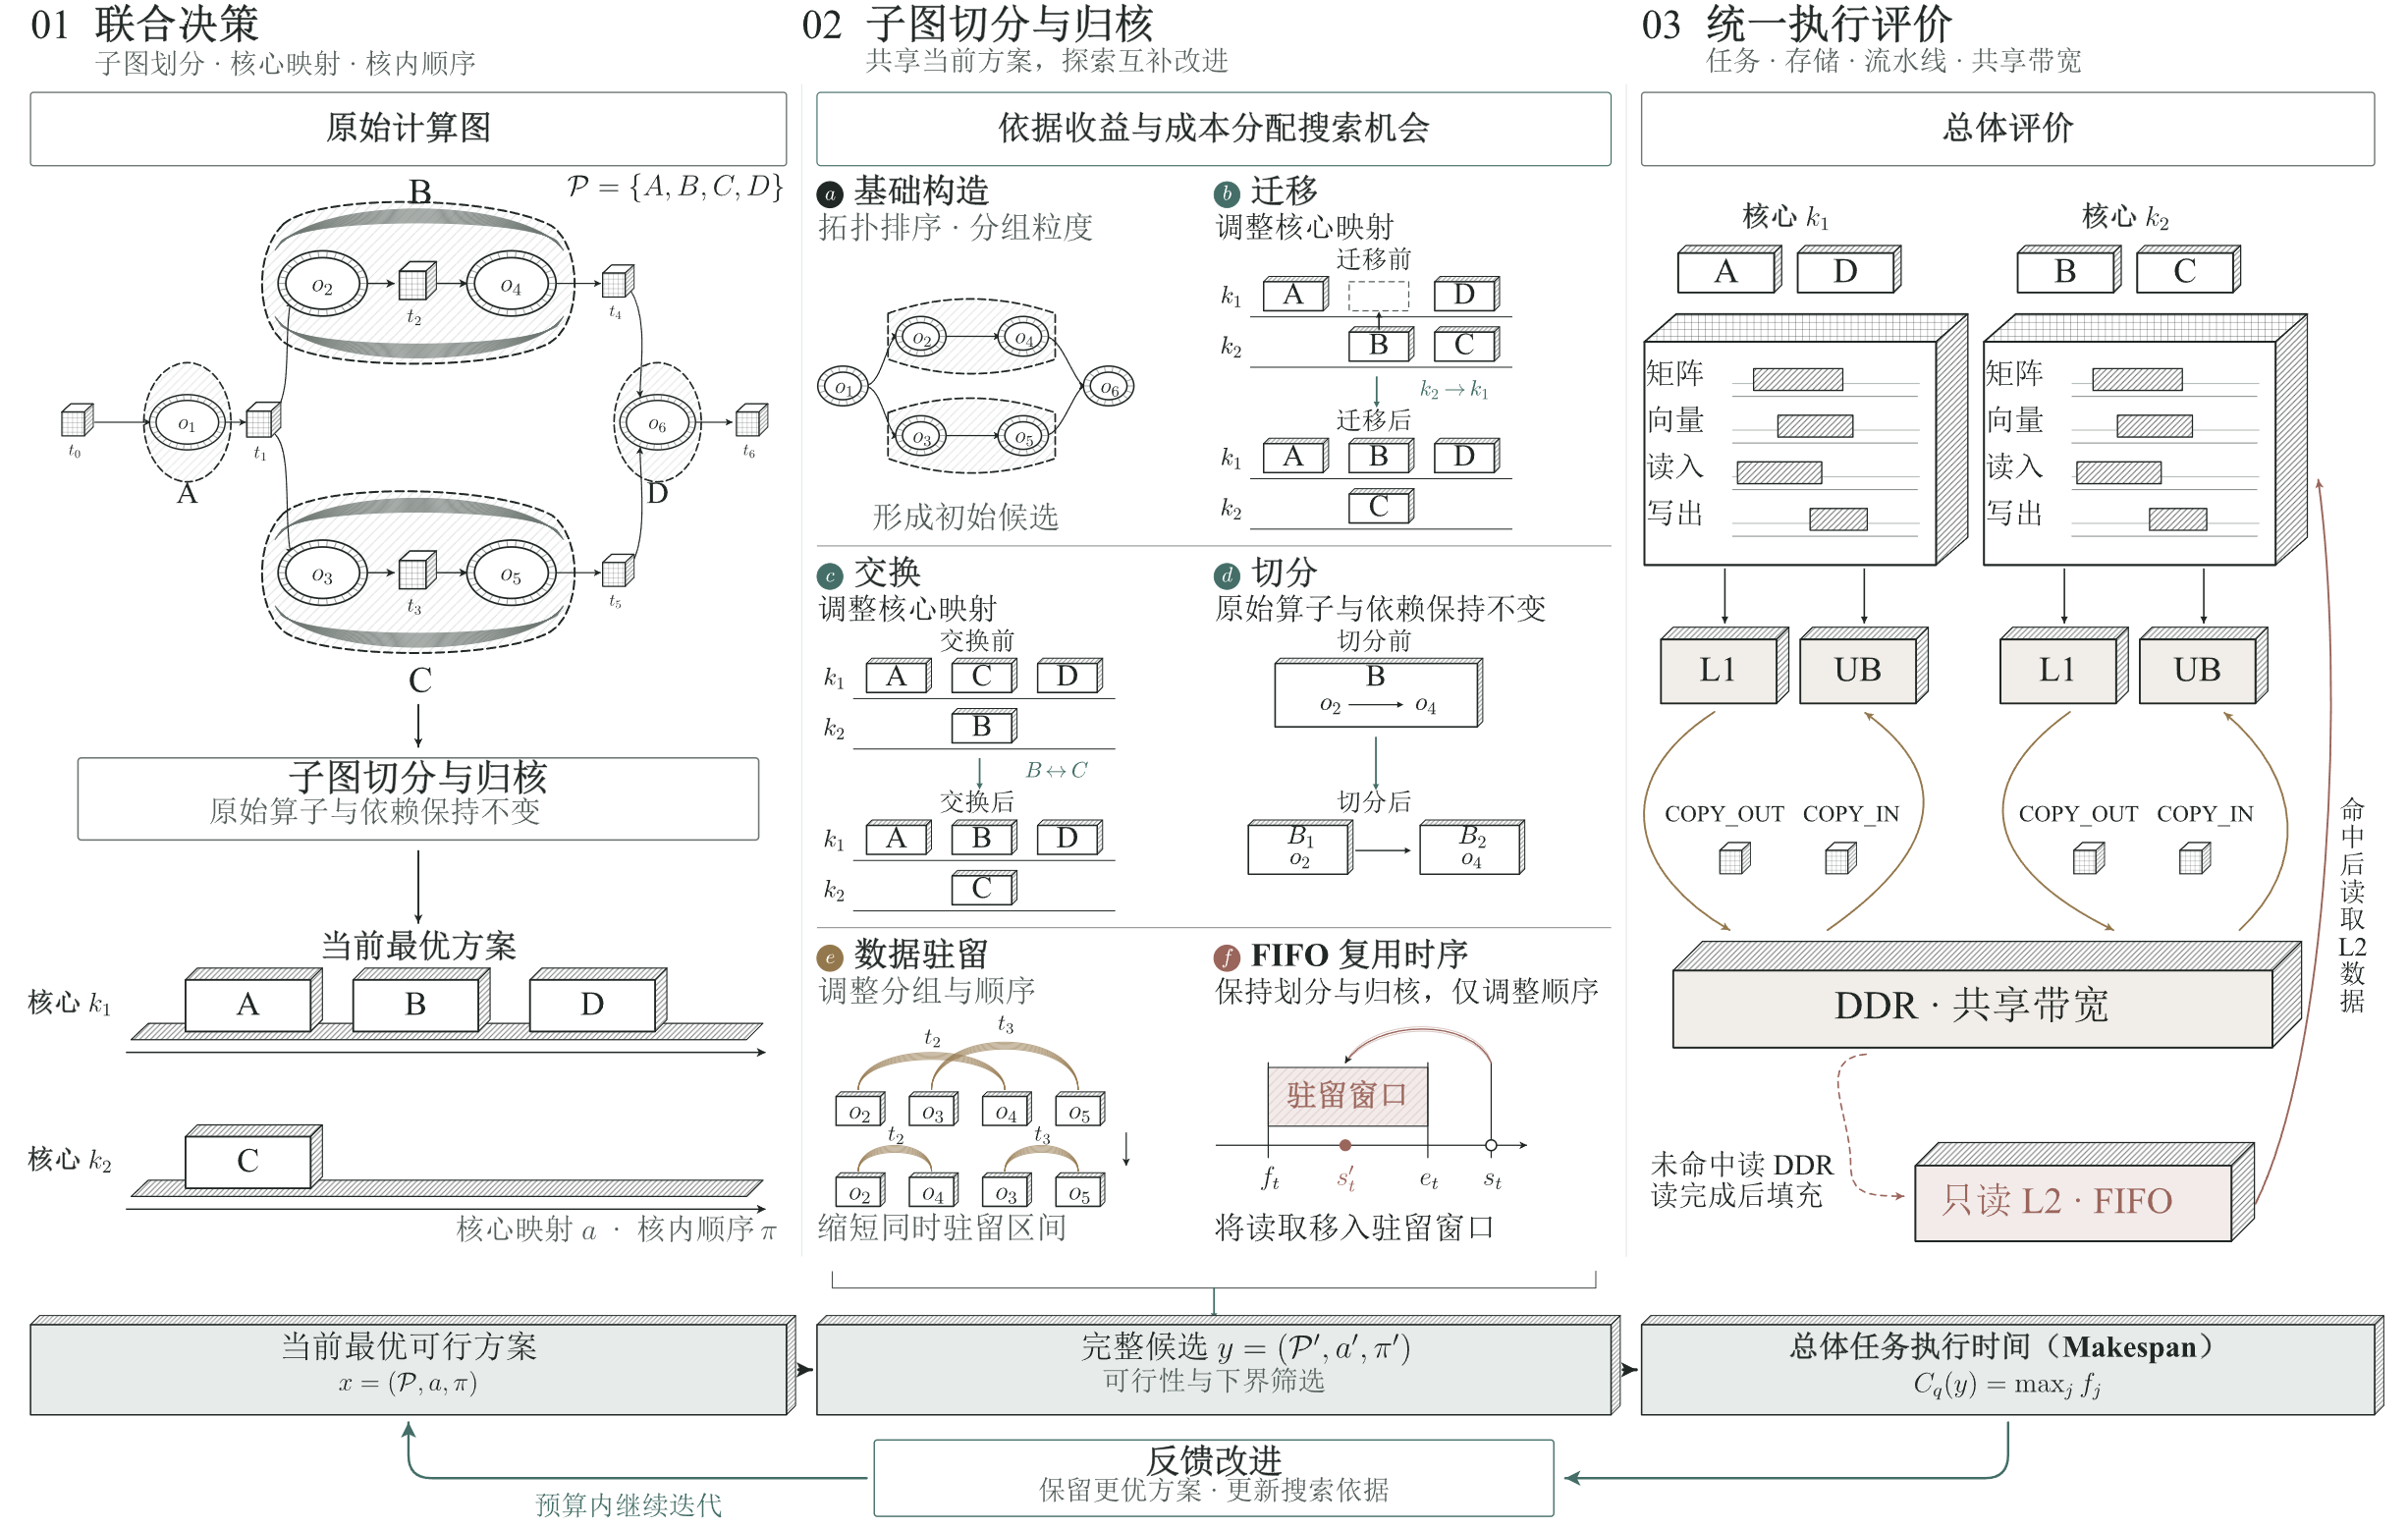 01 联合决策
子图划分 · 核心映射 · 核内顺序
原始计算图
𝒫 = {A, B, C, D}
B
o₂
t₂
o₄
t₄
t₀
o₁
t₁
A
o₆
t₆
D
o₃
t₃
o₅
t₅
C
子图切分与归核
原始算子与依赖保持不变
当前最优方案
核心 k₁
A
B
D
核心 k₂
C
核心映射 a · 核内顺序 π
02 子图切分与归核
共享当前方案，探索互补改进
依据收益与成本分配搜索机会
a 基础构造
拓扑排序 · 分组粒度
o₁
o₂
o₄
o₃
o₅
o₆
形成初始候选
b 迁移
调整核心映射
迁移前
k₁ A D
k₂ B C
k₂ → k₁
迁移后
k₁ A B D
k₂ C
c 交换
调整核心映射
交换前
k₁ A C D
k₂ B
B ↔ C
交换后
k₁ A B D
k₂ C
d 切分
原始算子与依赖保持不变
切分前
B
o₂ → o₄
切分后
B₁
o₂
B₂
o₄
e 数据驻留
调整分组与顺序
t₂ t₃
o₂ o₃ o₄ o₅
t₂ t₃
o₂ o₄ o₃ o₅
缩短同时驻留区间
f FIFO 复用时序
保持划分与归核，仅调整顺序
驻留窗口
fₜ s′ₜ eₜ sₜ
将读取移入驻留窗口
03 统一执行评价
任务 · 存储 · 流水线 · 共享带宽
总体评价
核心 k₁
A D
核心 k₂
B C
矩阵
向量
读入
写出
矩阵
向量
读入
写出
L1 UB
L1 UB
COPY_OUT COPY_IN
COPY_OUT COPY_IN
命中后读取L2数据
DDR · 共享带宽
未命中读 DDR
读完成后填充
只读 L2 · FIFO
当前最优可行方案
x = (𝒫, a, π)
完整候选 y = (𝒫′, a′, π′)
可行性与下界筛选
总体任务执行时间（Makespan）
C_q(y) = maxⱼ fⱼ
反馈改进
保留更优方案 · 更新搜索依据
预算内继续迭代